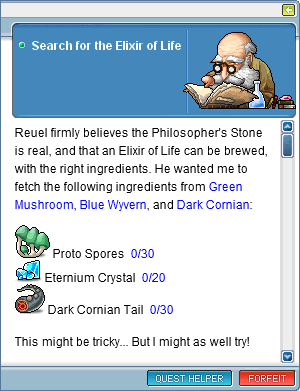 Search for the Elixir of Life
Reuel firmly believes the Philosopher's Stone
is real, and that an Elixir of Life can be brewed,
with the right ingredients. He wanted me to
fetch the following ingredients from Green
Mushroom, Blue Wyvern, and Dark Cornian:
Proto Spores 0/30
Eternium Crystal 0/20
Dark Cornian Tail 0/30
This might be tricky... But I might as well try!
QUEST HELPER FORFEIT